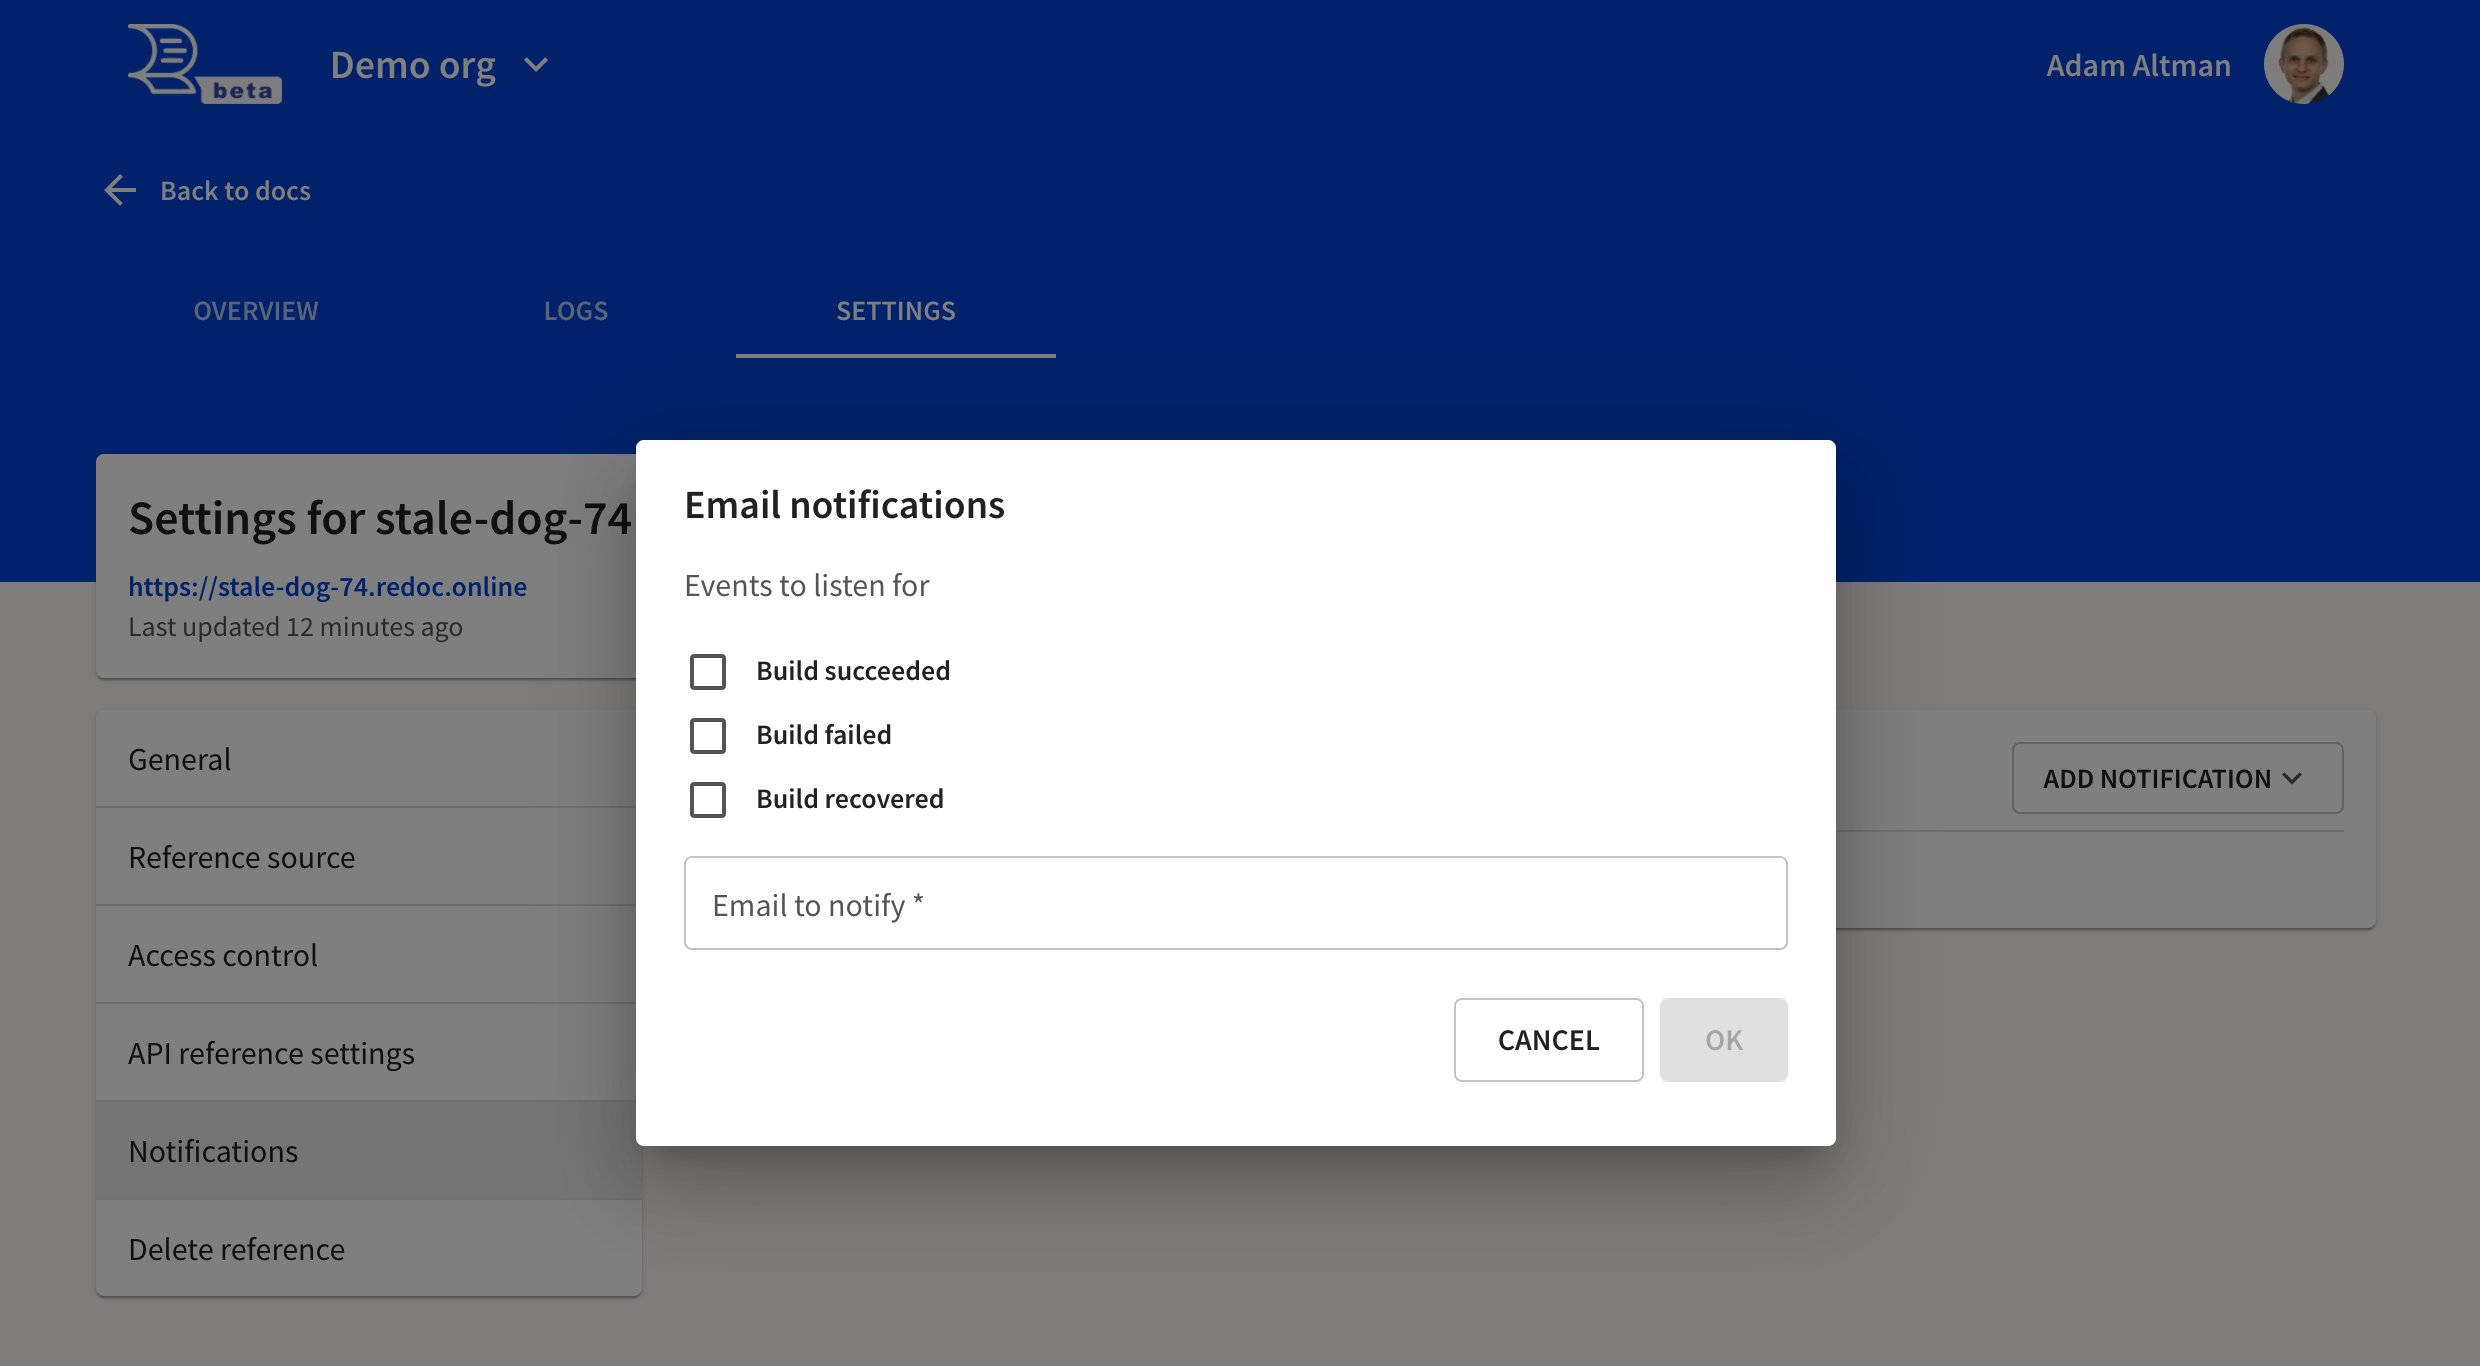 beta
Demo org
Adam Altman
Back to docs
OVERVIEW
LOGS
SETTINGS
Settings for stale-dog-74
https://stale-dog-74.redoc.online
Last updated 12 minutes ago
General
Reference source
Access control
API reference settings
Notifications
Delete reference
Email notifications
Events to listen for
Build succeeded
Build failed
Build recovered
Email to notify *
CANCEL
OK
ADD NOTIFICATION